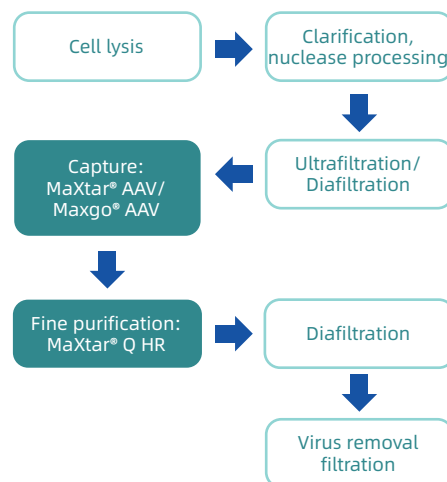 Cell lysis
Clarification,
nuclease processing
Ultrafiltration/
Diafiltration
Capture:
MaXtar® AAV/
Maxgo® AAV
Fine purification:
MaXtar® Q HR
Diafiltration
Virus removal
filtration